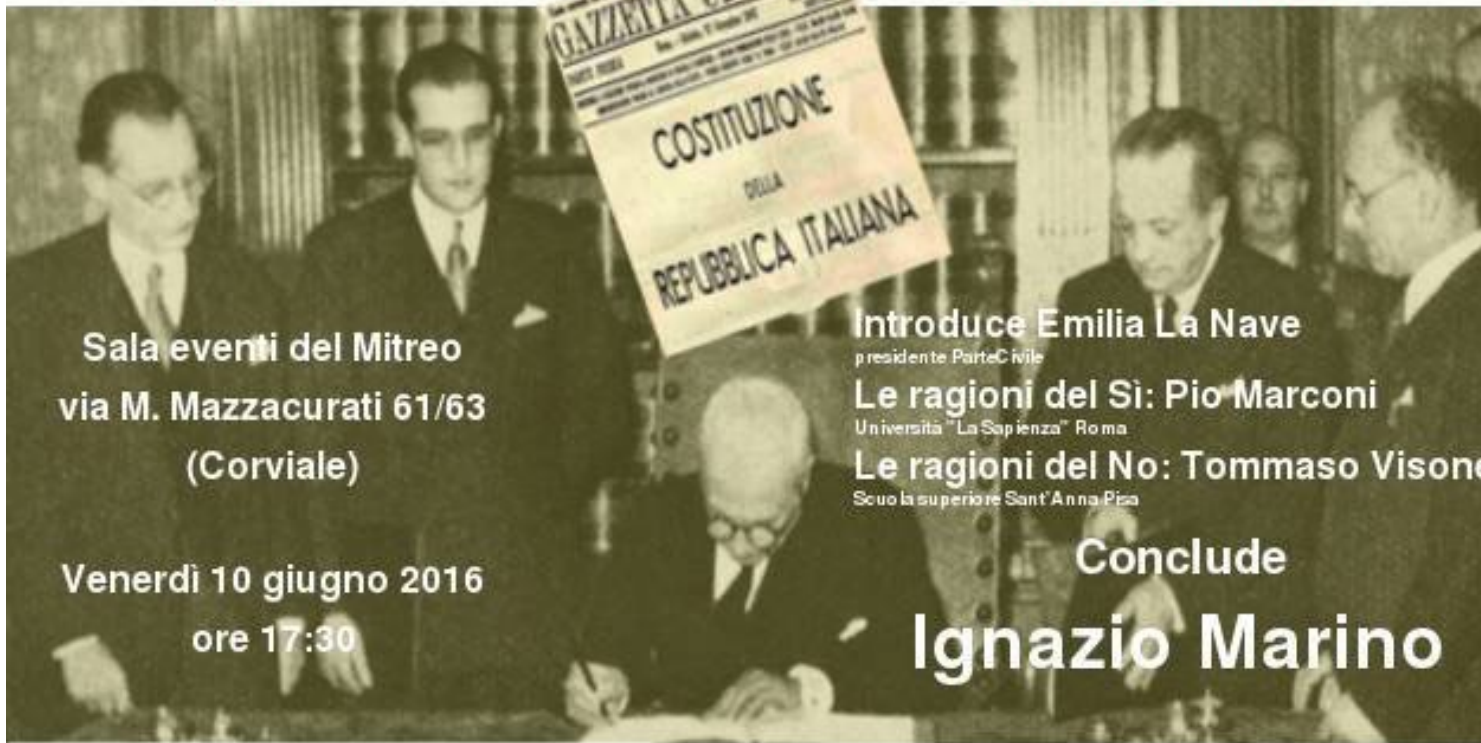 GAZZETTA
PARTE PRIMA
COSTITUZIONE
DELLA
REPUBBLICA ITALIANA
Sala eventi del Mitreo
via M. Mazzacurati 61/63
(Corviale)
Venerdì 10 giugno 2016
ore 17:30
Introduce Emilia La Nave
presidente ParteCivile
Le ragioni del Sì: Pio Marconi
Università "La Sapienza" Roma
Le ragioni del No: Tommaso Visone
Scuola superiore Sant'Anna Pisa
Conclude
Ignazio Marino